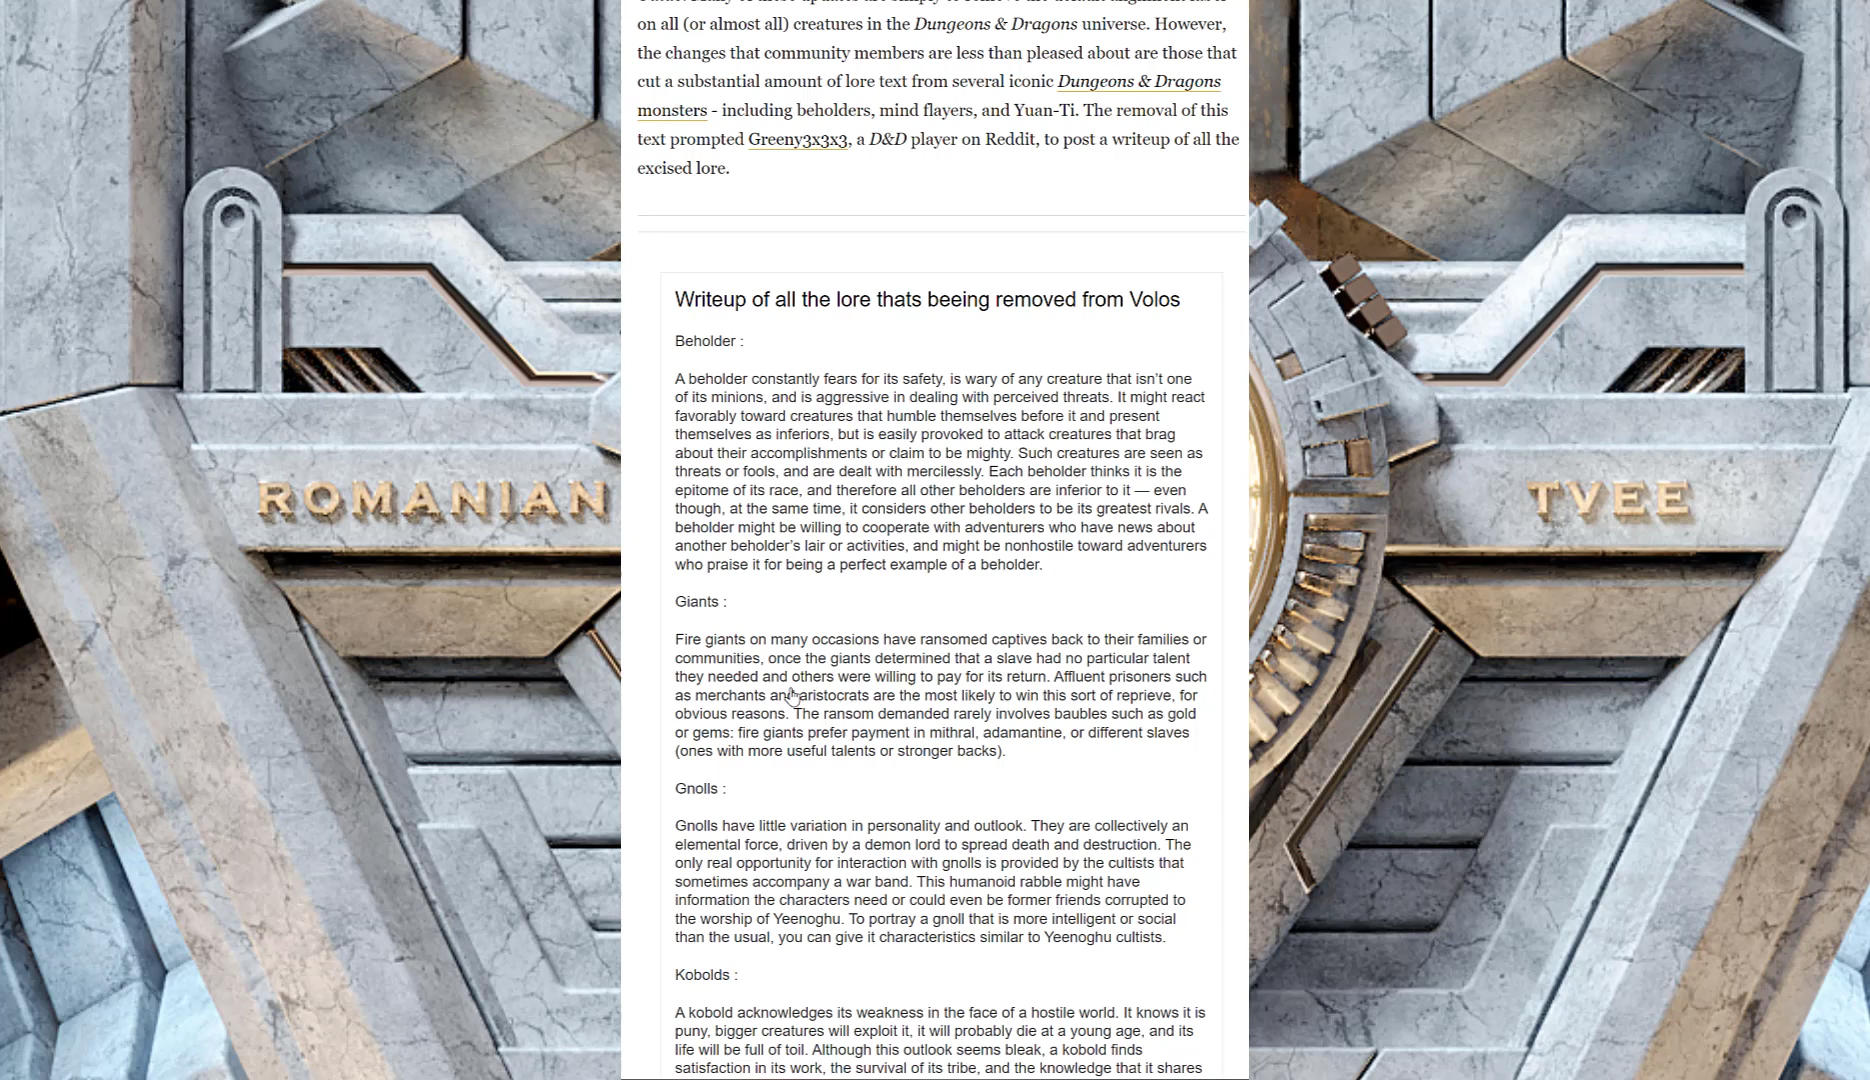 on all (or almost all) creatures in the Dungeons & Dragons universe. However,
the changes that community members are less than pleased about are those that
cut a substantial amount of lore text from several iconic Dungeons & Dragons
monsters - including beholders, mind flayers, and Yuan-Ti. The removal of this
text prompted Greeny3x3x3, a D&D player on Reddit, to post a writeup of all the
excised lore.
Writeup of all the lore thats beeing removed from Volos
Beholder :
A beholder constantly fears for its safety, is wary of any creature that isn't one
of its minions, and is aggressive in dealing with perceived threats. It might react
favorably toward creatures that humble themselves before it and present
themselves as inferiors, but is easily provoked to attack creatures that brag
about their accomplishments or claim to be mighty. Such creatures are seen as
threats or fools, and are dealt with mercilessly. Each beholder thinks it is the
epitome of its race, and therefore all other beholders are inferior to it — even
though, at the same time, it considers other beholders to be its greatest rivals. A
beholder might be willing to cooperate with adventurers who have news about
another beholder's lair or activities, and might be nonhostile toward adventurers
who praise it for being a perfect example of a beholder.
Giants :
Fire giants on many occasions have ransomed captives back to their families or
communities, once the giants determined that a slave had no particular talent
they needed and others were willing to pay for its return. Affluent prisoners such
as merchants and aristocrats are the most likely to win this sort of reprieve, for
obvious reasons. The ransom demanded rarely involves baubles such as gold
or gems: fire giants prefer payment in mithral, adamantine, or different slaves
(ones with more useful talents or stronger backs).
Gnolls :
Gnolls have little variation in personality and outlook. They are collectively an
elemental force, driven by a demon lord to spread death and destruction. The
only real opportunity for interaction with gnolls is provided by the cultists that
sometimes accompany a war band. This humanoid rabble might have
information the characters need or could even be former friends corrupted to
the worship of Yeenoghu. To portray a gnoll that is more intelligent or social
than the usual, you can give it characteristics similar to Yeenoghu cultists.
Kobolds :
A kobold acknowledges its weakness in the face of a hostile world. It knows it is
puny, bigger creatures will exploit it, it will probably die at a young age, and its
life will be full of toil. Although this outlook seems bleak, a kobold finds
satisfaction in its work, the survival of its tribe, and the knowledge that it shares
ROMANIAN
TVEE